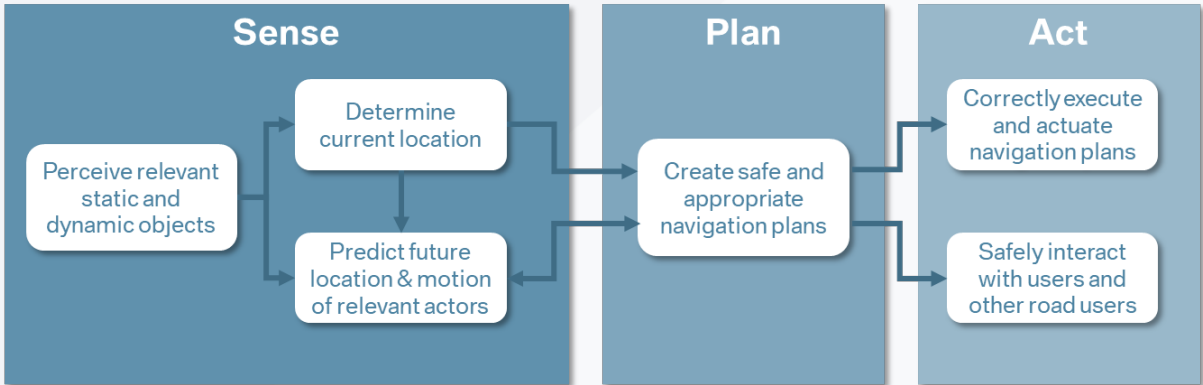 Sense
Perceive relevant
static and
dynamic objects
Determine
current location
Predict future
location & motion
of relevant actors
Plan
Create safe and
appropriate
navigation plans
Act
Correctly execute
and actuate
navigation plans
Safely interact
with users and
other road users